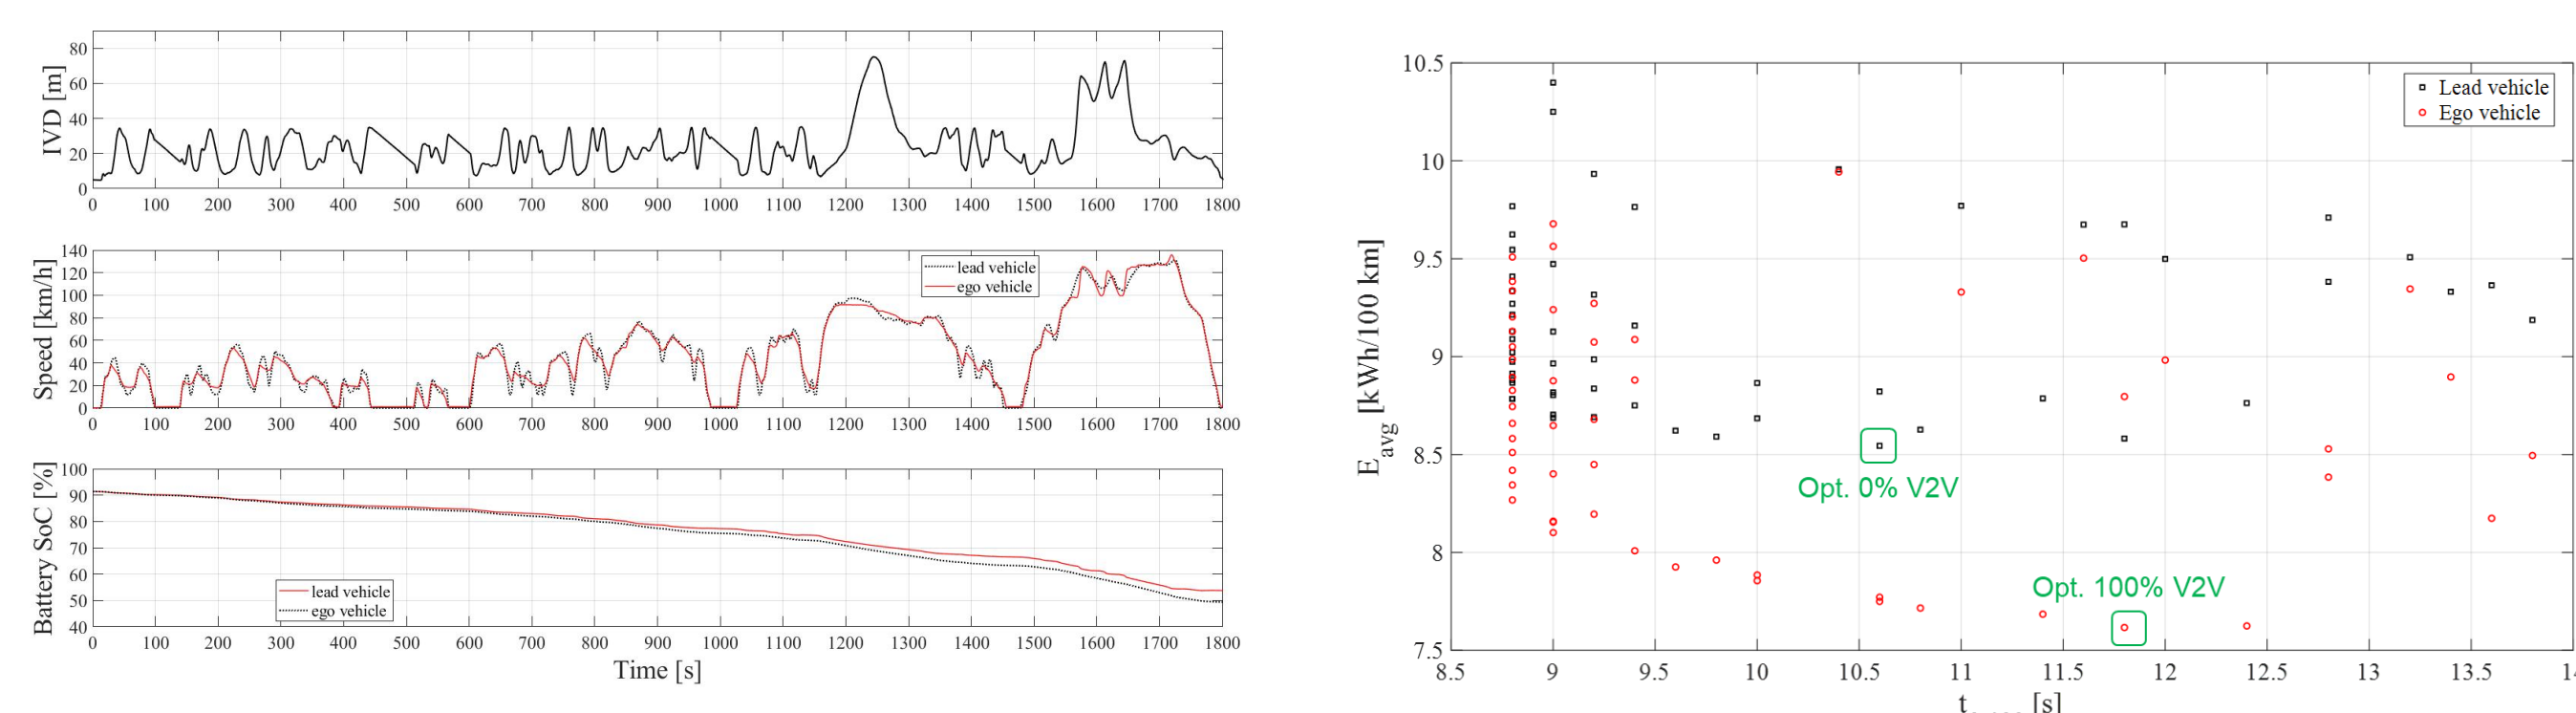 IVD [m]
80
60
40
20
0
0 100 200 300 400 500 600 700 800 900 1000 1100 1200 1300 1400 1500 1600 1700 1800
Speed [km/h]
140
120
100
80
60
40
20
0
lead vehicle
ego vehicle
0 100 200 300 400 500 600 700 800 900 1000 1100 1200 1300 1400 1500 1600 1700 1800
Battery SoC [%]
100
90
80
70
60
50
40
lead vehicle
ego vehicle
0 100 200 300 400 500 600 700 800 900 1000 1100 1200 1300 1400 1500 1600 1700 1800
Time [s]
E_avg [kWh/100 km]
10.5
10
9.5
9
8.5
8
7.5
Lead vehicle
Ego vehicle
Opt. 0% V2V
Opt. 100% V2V
8.5 9 9.5 10 10.5 11 11.5 12 12.5 13 13.5
[s]